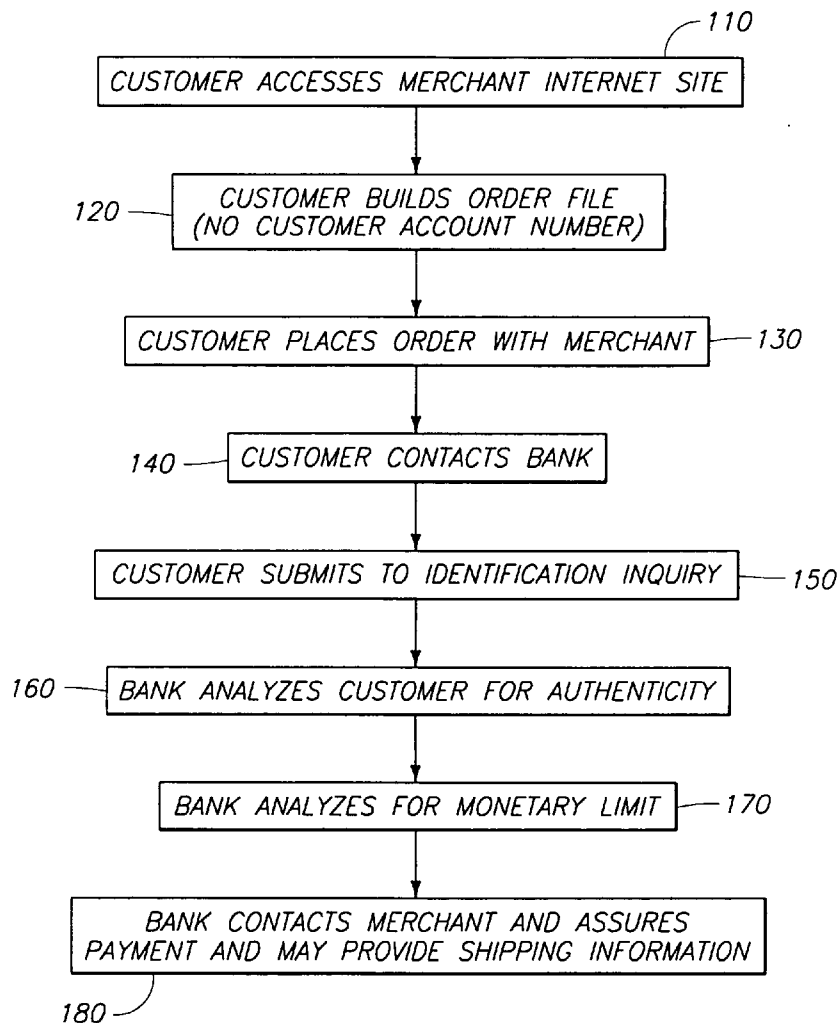 110
CUSTOMER ACCESSES MERCHANT INTERNET SITE
120
CUSTOMER BUILDS ORDER FILE
(NO CUSTOMER ACCOUNT NUMBER)
CUSTOMER PLACES ORDER WITH MERCHANT
130
140
CUSTOMER CONTACTS BANK
CUSTOMER SUBMITS TO IDENTIFICATION INQUIRY
150
160
BANK ANALYZES CUSTOMER FOR AUTHENTICITY
BANK ANALYZES FOR MONETARY LIMIT
170
BANK CONTACTS MERCHANT AND ASSURES
PAYMENT AND MAY PROVIDE SHIPPING INFORMATION
180